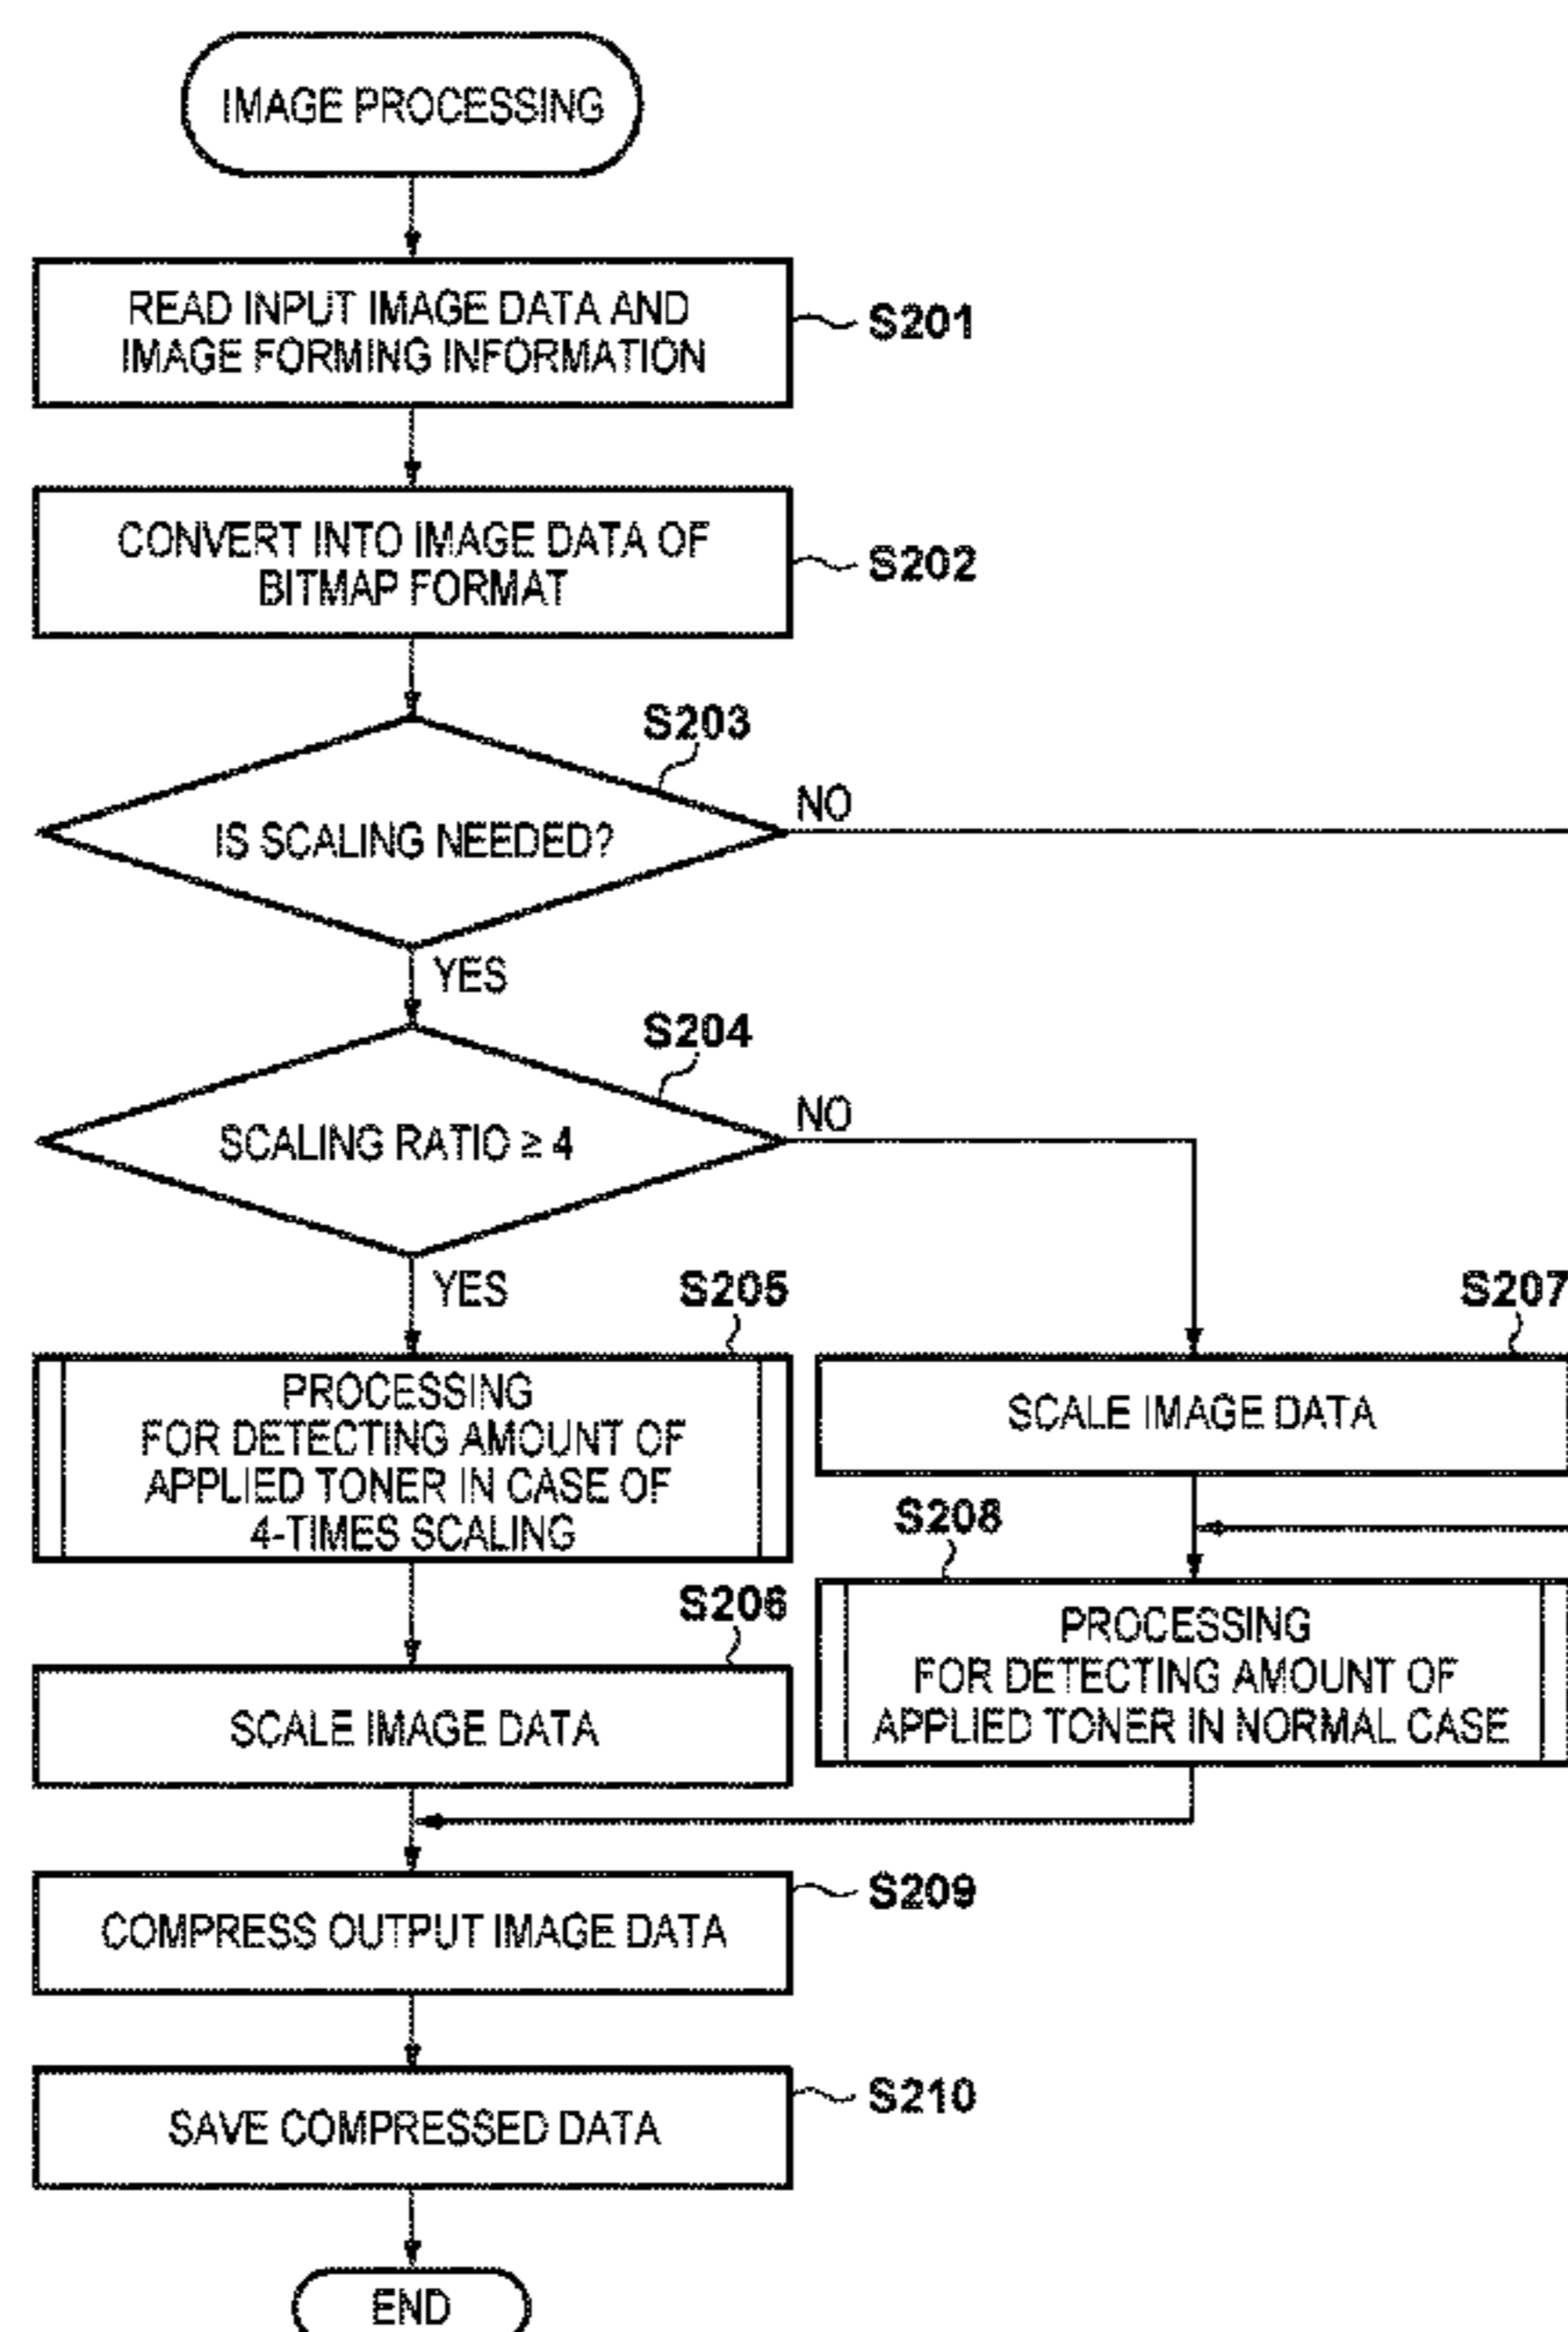 IMAGE PROCESSING
READ INPUT IMAGE DATA AND
IMAGE FORMING INFORMATION
S201
CONVERT INTO IMAGE DATA OF
BITMAP FORMAT
S202
S203
IS SCALING NEEDED?
NO
YES
S204
SCALING RATIO ≥ 4
NO
YES
S205
PROCESSING
FOR DETECTING AMOUNT OF
APPLIED TONER IN CASE OF
4-TIMES SCALING
S207
SCALE IMAGE DATA
S206
SCALE IMAGE DATA
S208
PROCESSING
FOR DETECTING AMOUNT OF
APPLIED TONER IN NORMAL CASE
COMPRESS OUTPUT IMAGE DATA
S209
SAVE COMPRESSED DATA
S210
END